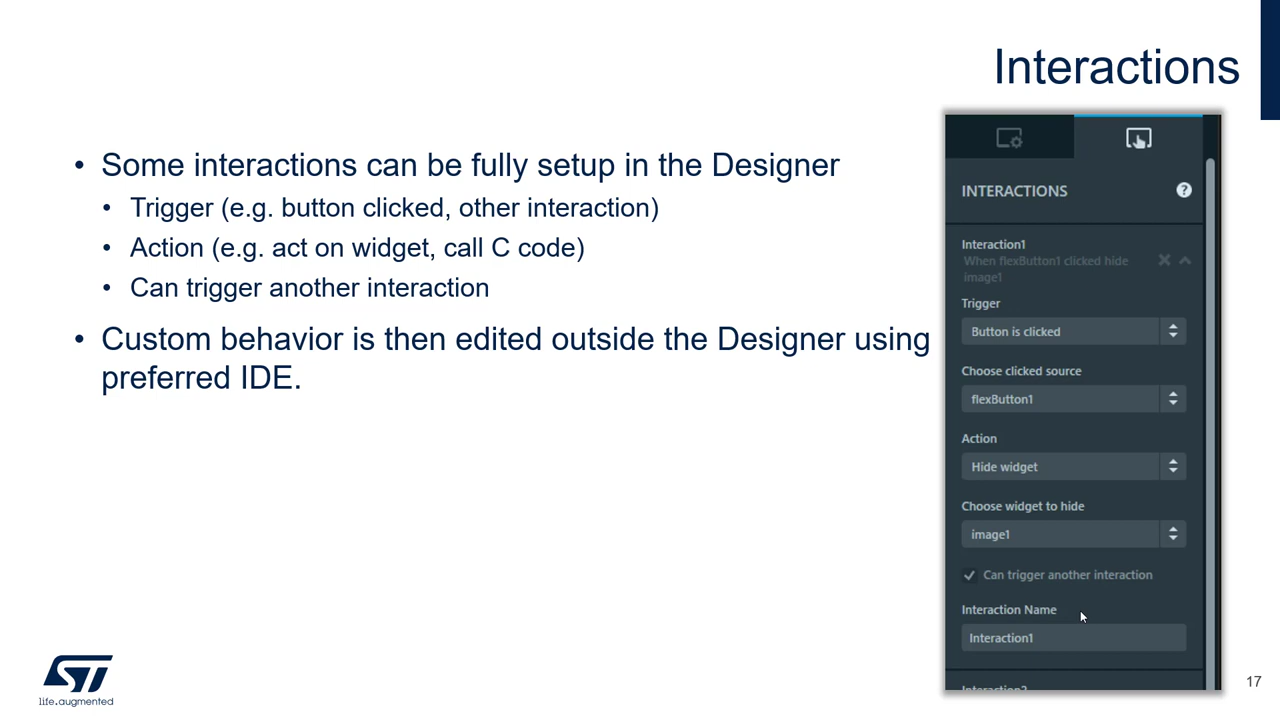 Interactions
• Some interactions can be fully setup in the Designer
• Trigger (e.g. button clicked, other interaction)
• Action (e.g. act on widget, call C code)
• Can trigger another interaction
• Custom behavior is then edited outside the Designer using
preferred IDE.
INTERACTIONS
?
Interaction1
When flexButton1 clicked hide
image1
Trigger
Button is clicked
Choose clicked source
flexButton1
Action
Hide widget
Choose widget to hide
image1
Can trigger another interaction
Interaction Name
Interaction1
Interaction2
ST
life.augmented
17